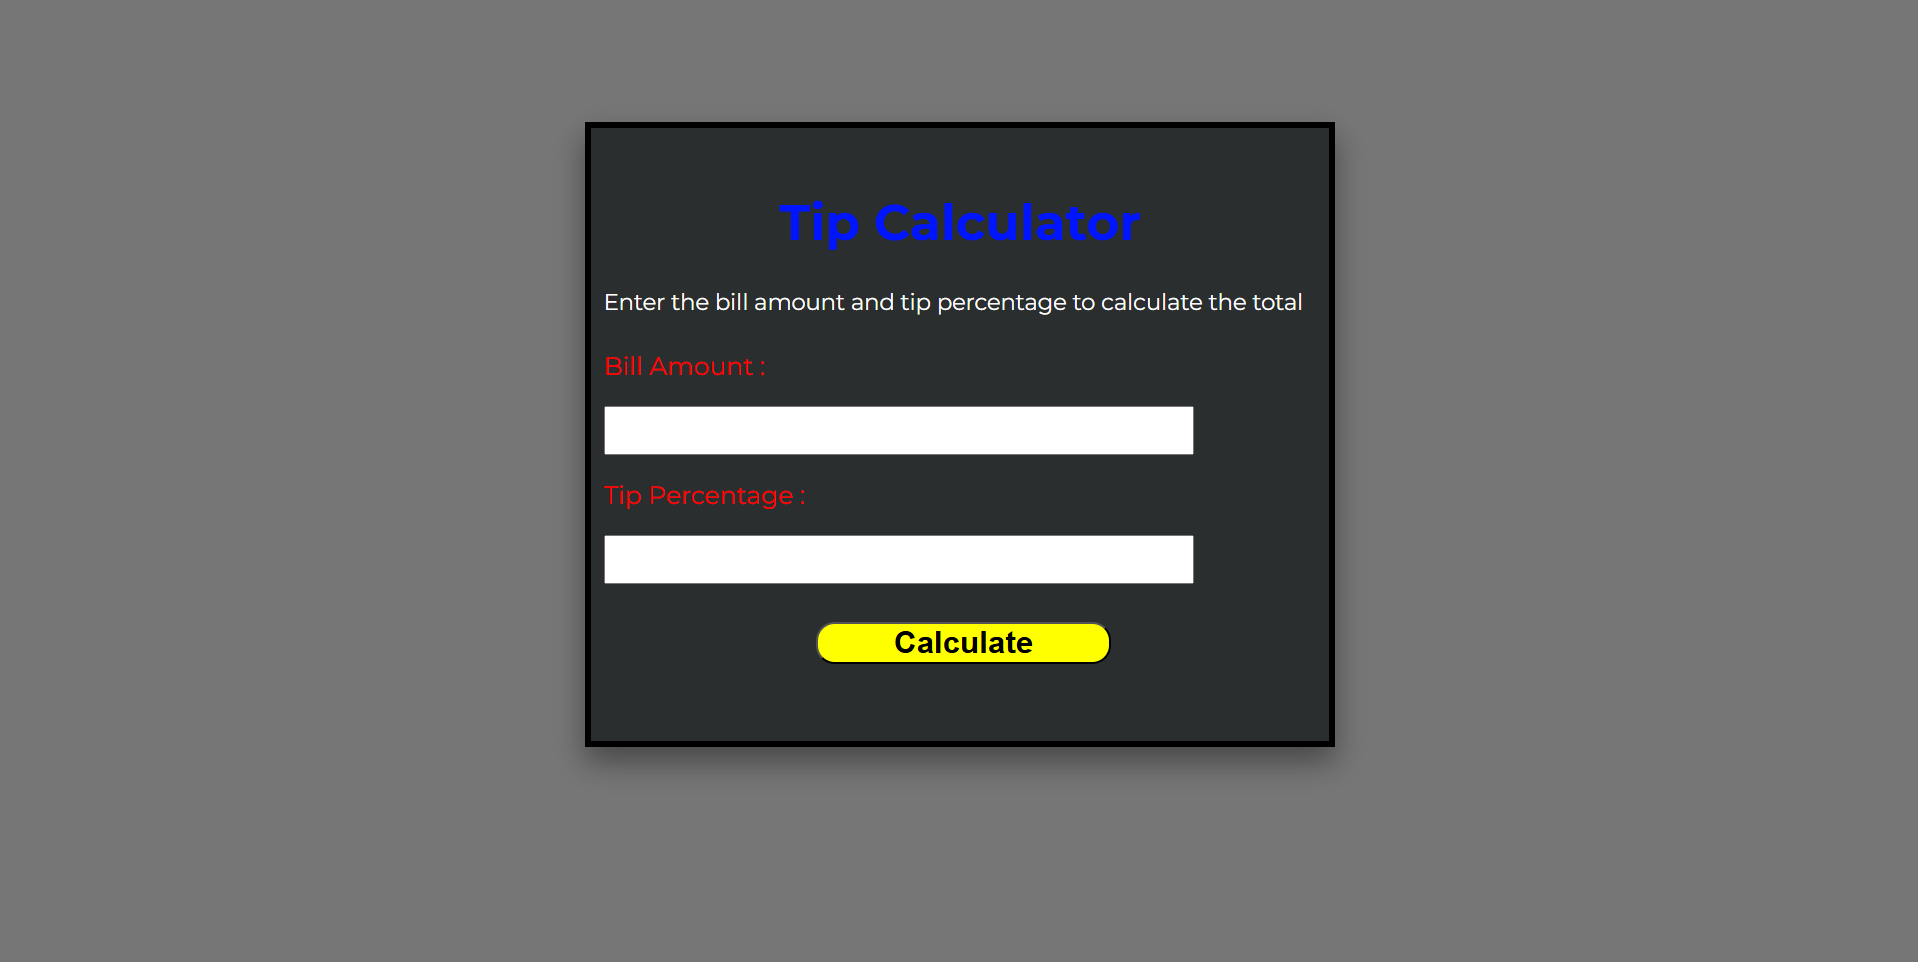 Tip Calculator
Enter the bill amount and tip percentage to calculate the total
Bill Amount :
Tip Percentage :
Calculate